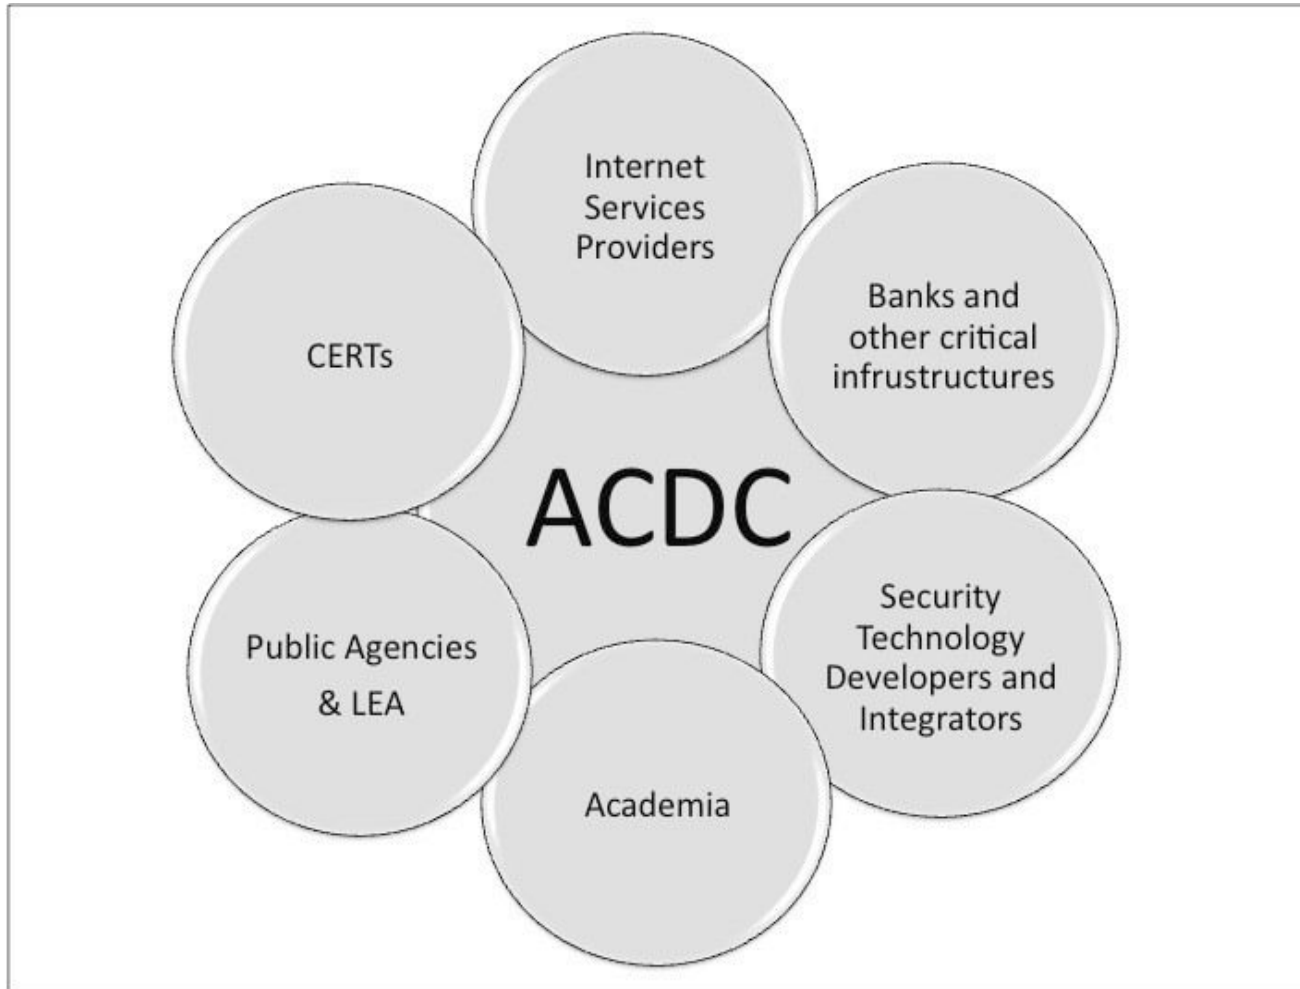 Internet
Services
Providers
Banks and
other critical
infrustructures
CERTs
ACDC
Security
Technology
Developers and
Integrators
Public Agencies
& LEA
Academia